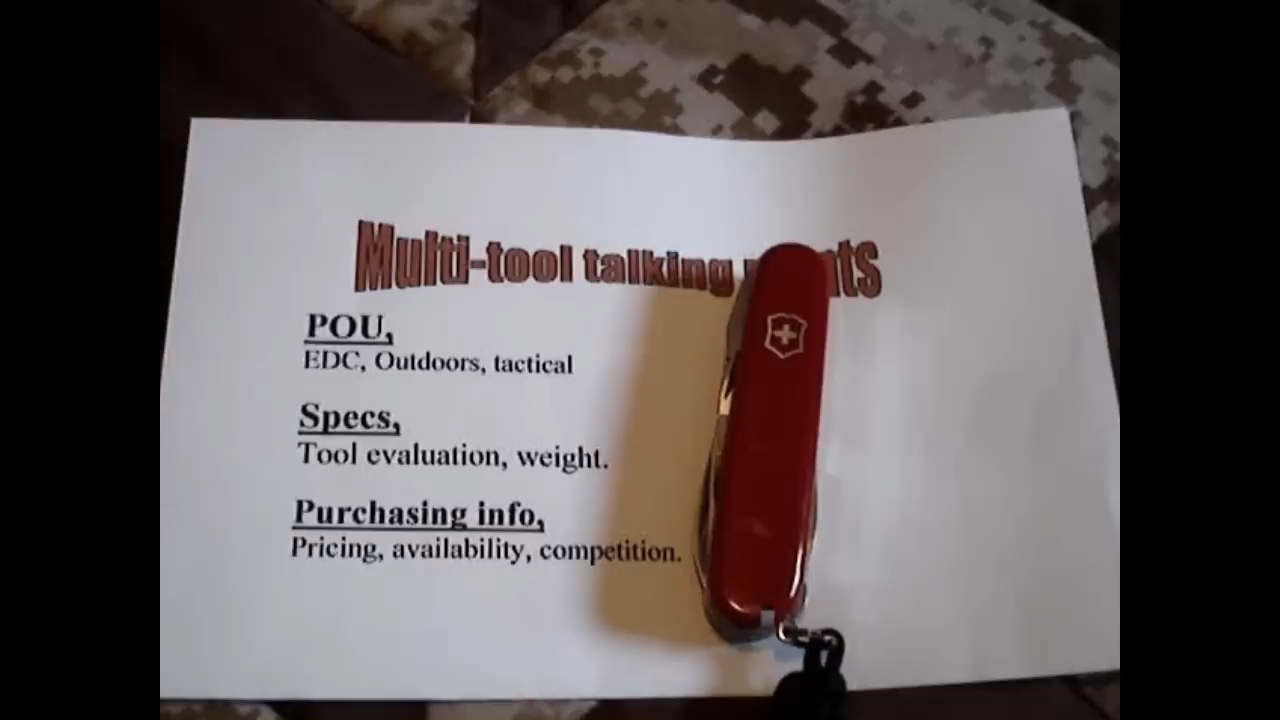 Multi-tool talking
POU,
EDC, Outdoors, tactical
Specs,
Tool evaluation, weight.
Purchasing info,
Pricing, availability, competition.